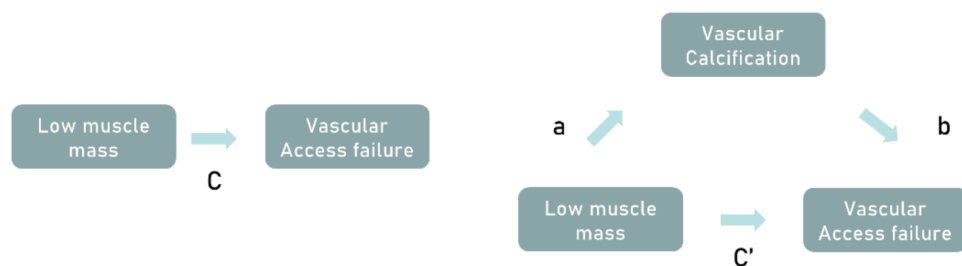 Low muscle
mass
Vascular
Access failure
C
Vascular
Calcification
a
b
Low muscle
mass
Vascular
Access failure
C'